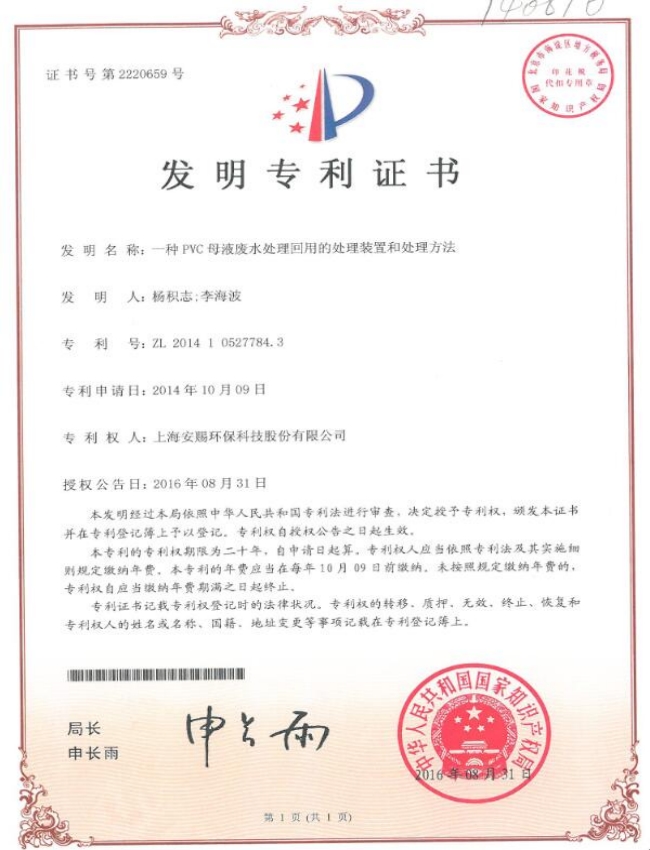 证书号第2220659号
北京市海淀区地方税务局
印花税
代扣专用章
国家知识产权局
发明专利证书
发明名称：一种PVC母液废水处理回用的处理装置和处理方法
发明人：杨积志;李海波
专利号：ZL 2014 1 0527784.3
专利申请日：2014年10月09日
专利权人：上海安赐环保科技股份有限公司
授权公告日：2016年08月31日
本发明经过本局依照中华人民共和国专利法进行审查，决定授予专利权，颁发本证书
并在专利登记簿上予以登记。专利权自授权公告之日起生效。
本专利的专利权期限为二十年，自申请日起算。专利权人应当依照专利法及其实施细
则规定缴纳年费。本专利的年费应当在每年10月09日前缴纳。未按照规定缴纳年费的，
专利权自应当缴纳年费期满之日起终止。
专利证书记载专利权登记时的法律状况。专利权的转移、质押、无效、终止、恢复和
专利权人的姓名或名称、国籍、地址变更等事项记载在专利登记簿上。
局长
申长雨
申长雨
中华人民共和国国家知识产权局
2016年08月31日
第1页(共1页)